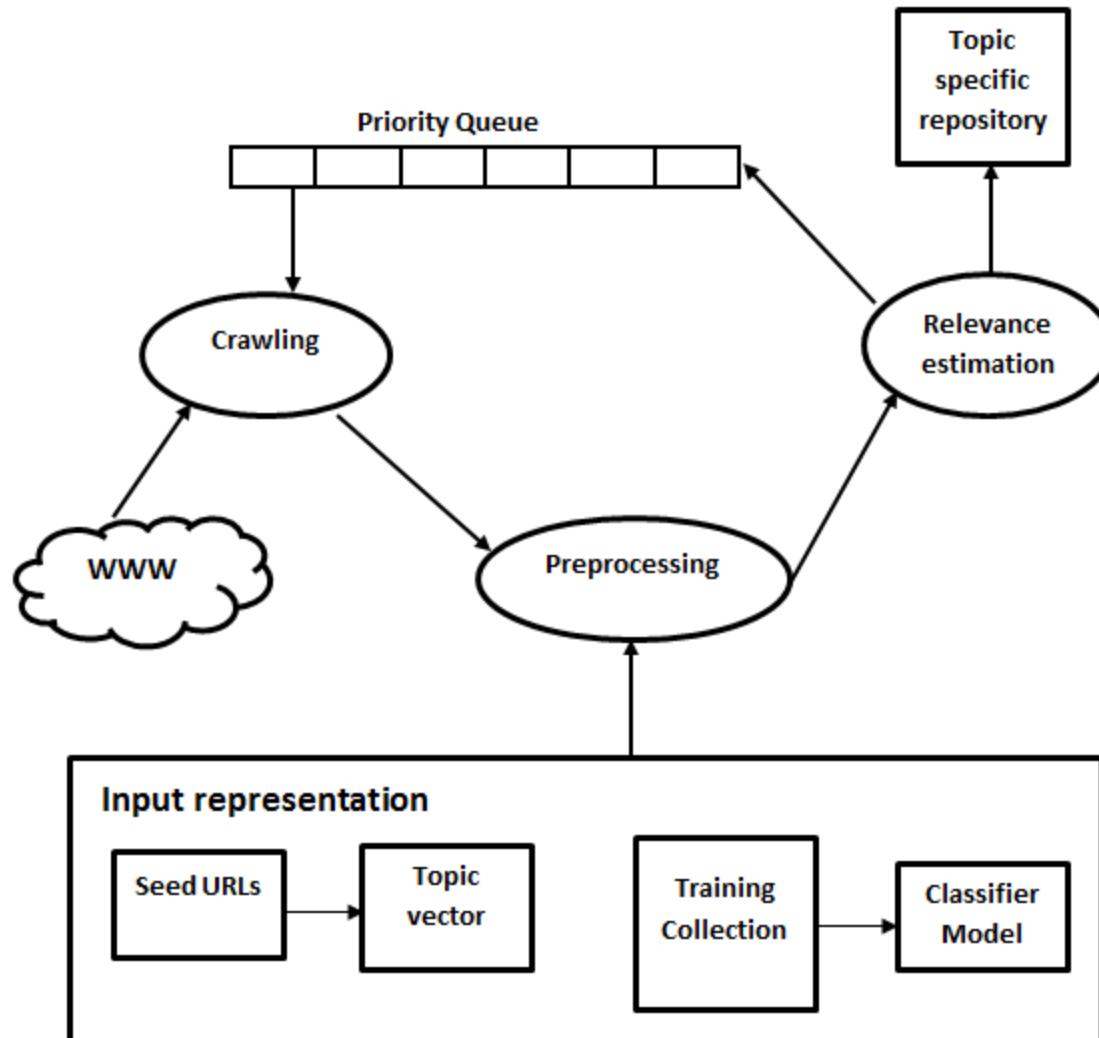 Topic
specific
repository
Priority Queue
Crawling
Relevance
estimation
WWW
Preprocessing
Input representation
Seed URLs
Topic
vector
Training
Collection
Classifier
Model